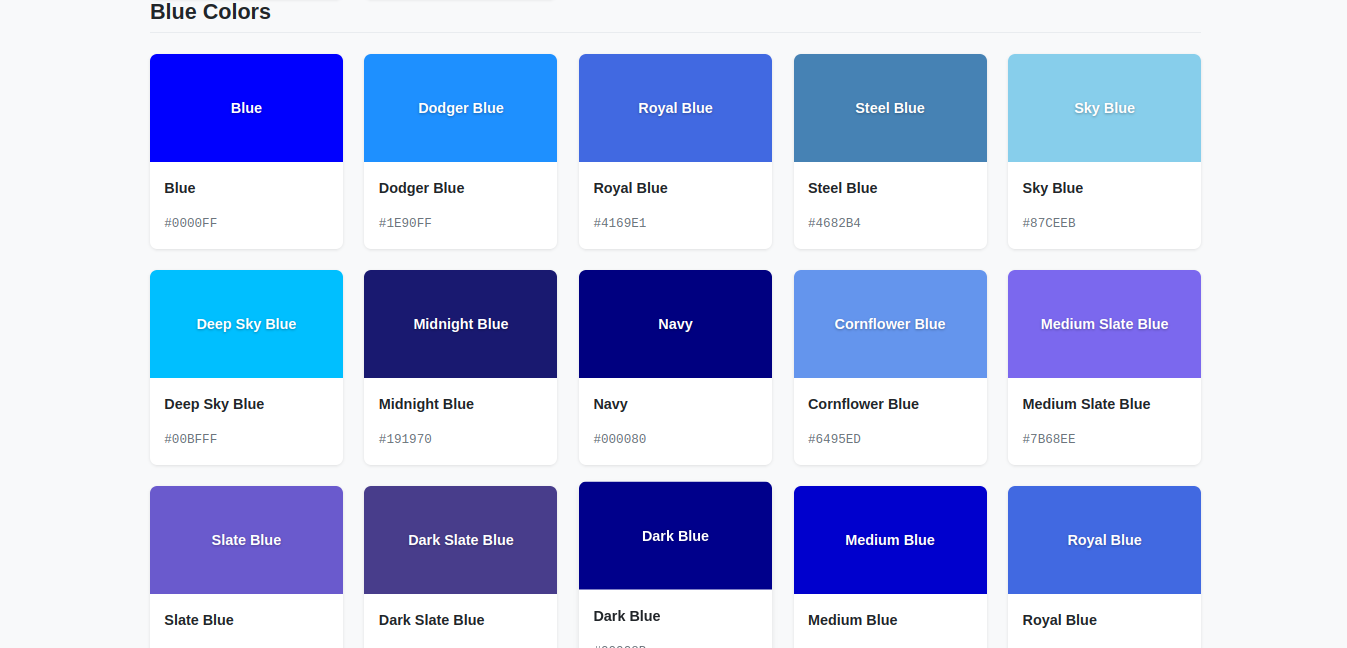 Blue Colors
Blue
Dodger Blue
Royal Blue
Steel Blue
Sky Blue
Blue
Dodger Blue
Royal Blue
Steel Blue
Sky Blue
#0000FF
#1E90FF
#4169E1
#4682B4
#87CEEB
Deep Sky Blue
Midnight Blue
Navy
Cornflower Blue
Medium Slate Blue
Deep Sky Blue
Midnight Blue
Navy
Cornflower Blue
Medium Slate Blue
#00BFFF
#191970
#000080
#6495ED
#7B68EE
Slate Blue
Dark Slate Blue
Dark Blue
Medium Blue
Royal Blue
Slate Blue
Dark Slate Blue
Dark Blue
Medium Blue
Royal Blue